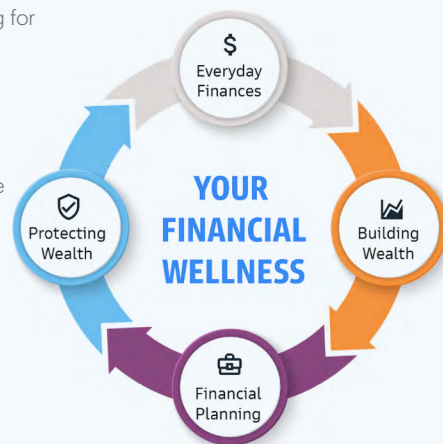 g for
$
Everyday
Finances
e
YOUR
FINANCIAL
WELLNESS
Protecting
Wealth
Building
Wealth
Financial
Planning